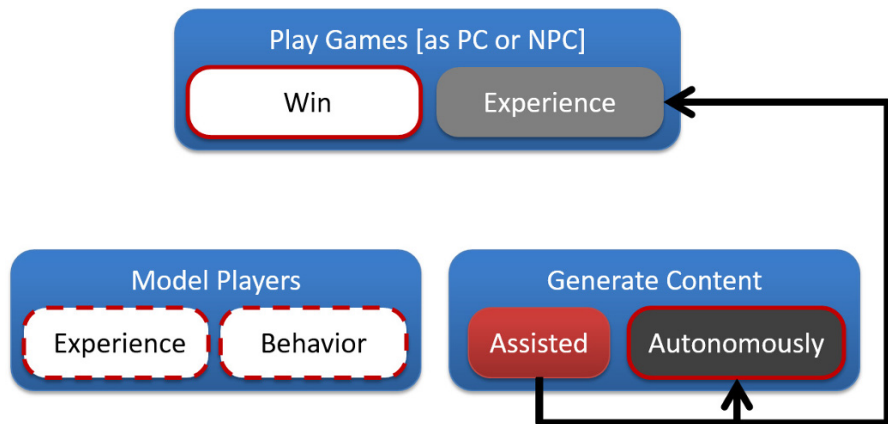 Play Games [as PC or NPC]
Win
Experience
Model Players
Experience
Behavior
Generate Content
Assisted
Autonomously